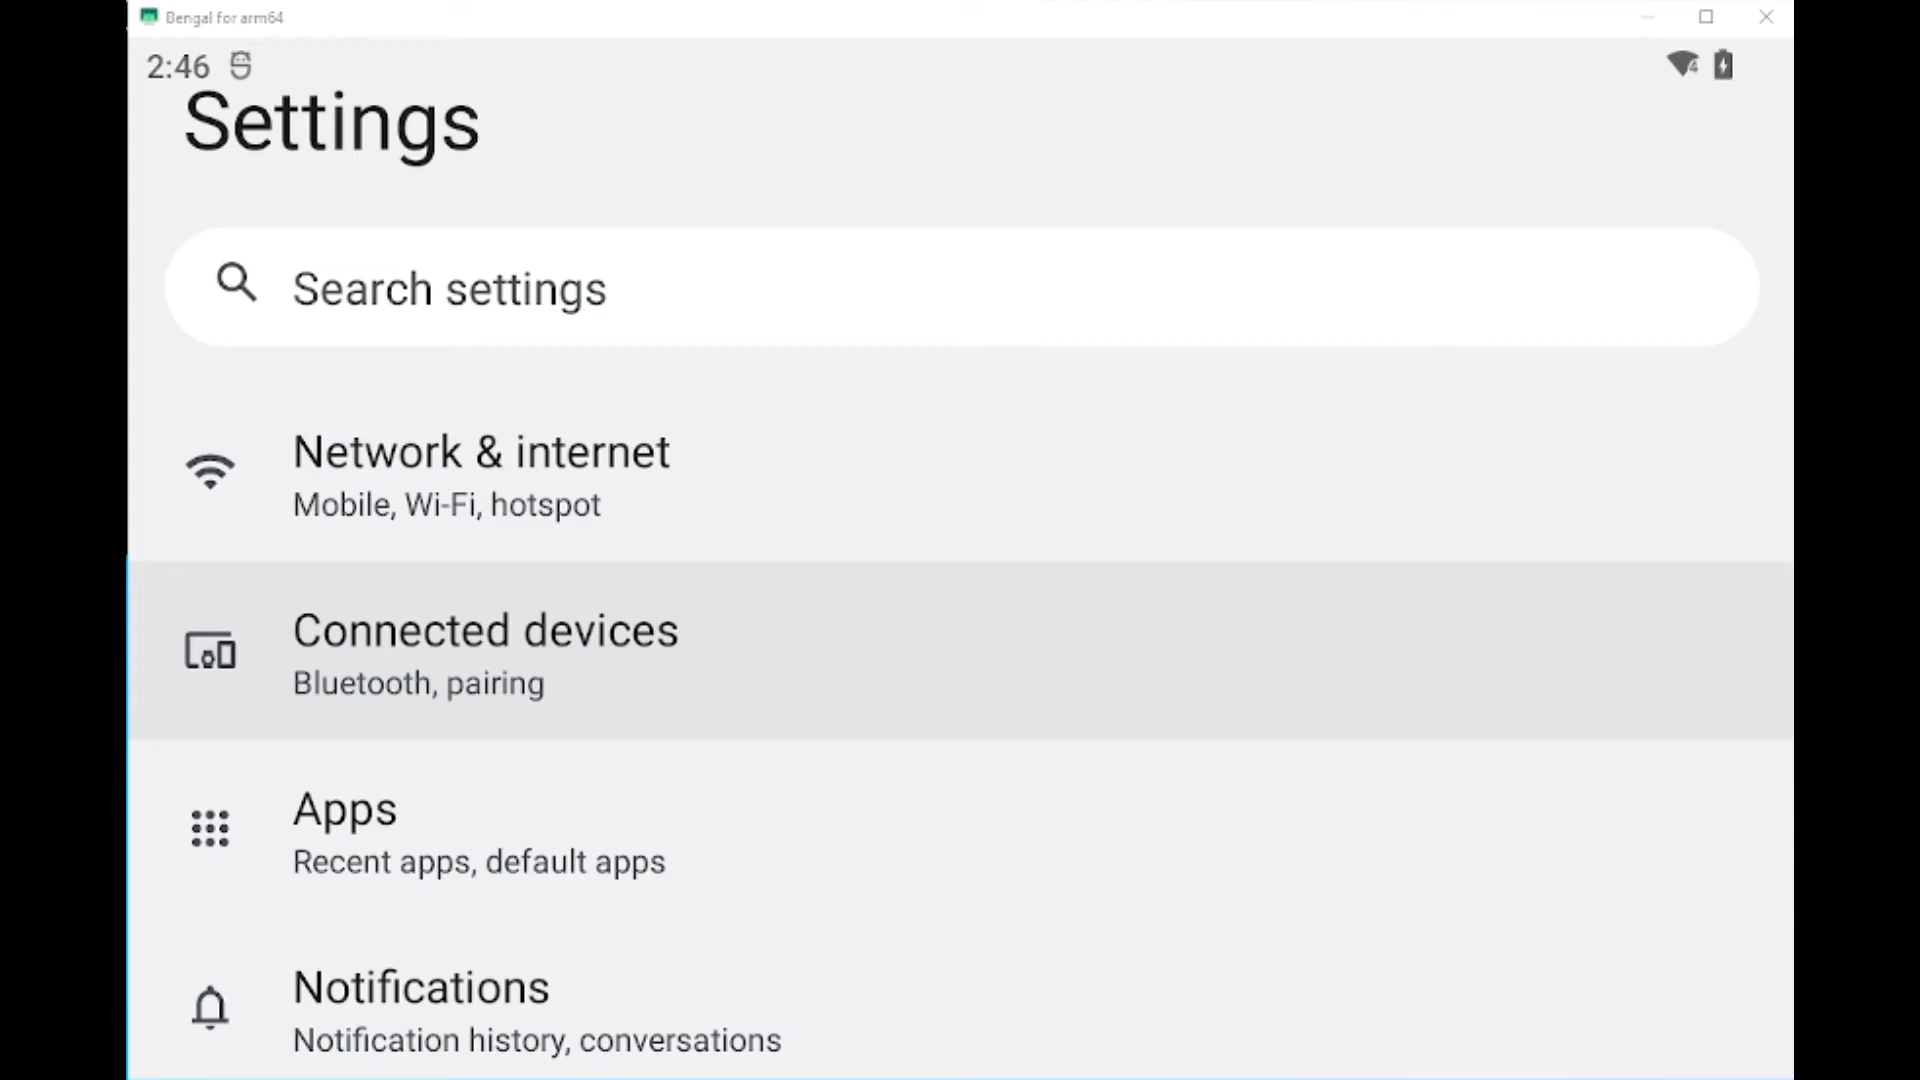 Bengal for arm64
2:46
Settings
Search settings
Network & internet
Mobile, Wi-Fi, hotspot
Connected devices
Bluetooth, pairing
Apps
Recent apps, default apps
Notifications
Notification history, conversations